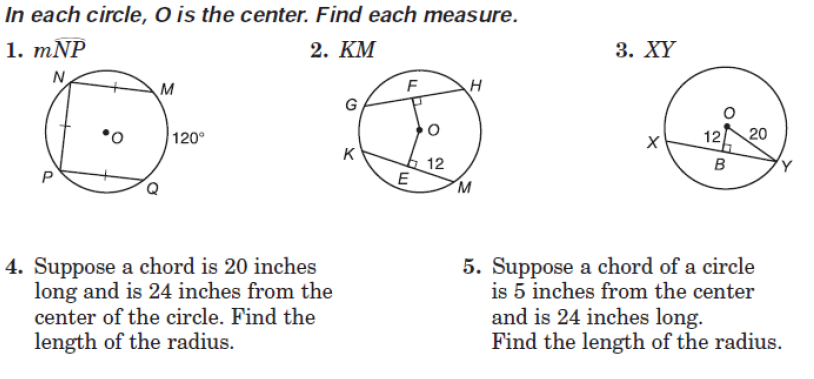 In each circle, O is the center. Find each measure.
1. mNP
2. KM
3. XY
N
M
O
120°
P
Q
F
H
G
O
K
12
E
M
O
12
20
X
B
Y
4. Suppose a chord is 20 inches
long and is 24 inches from the
center of the circle. Find the
length of the radius.
5. Suppose a chord of a circle
is 5 inches from the center
and is 24 inches long.
Find the length of the radius.